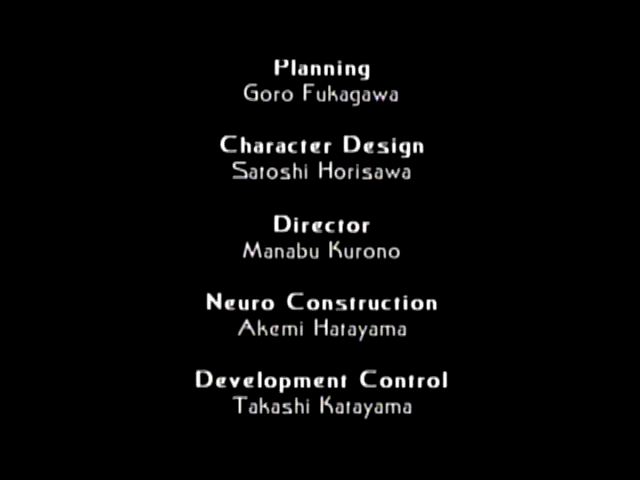 Planning
Goro Fukagawa
Character Design
Satoshi Horisawa
Director
Manabu Kurono
Neuro Construction
Akemi Hatayama
Development Control
Takashi Katayama